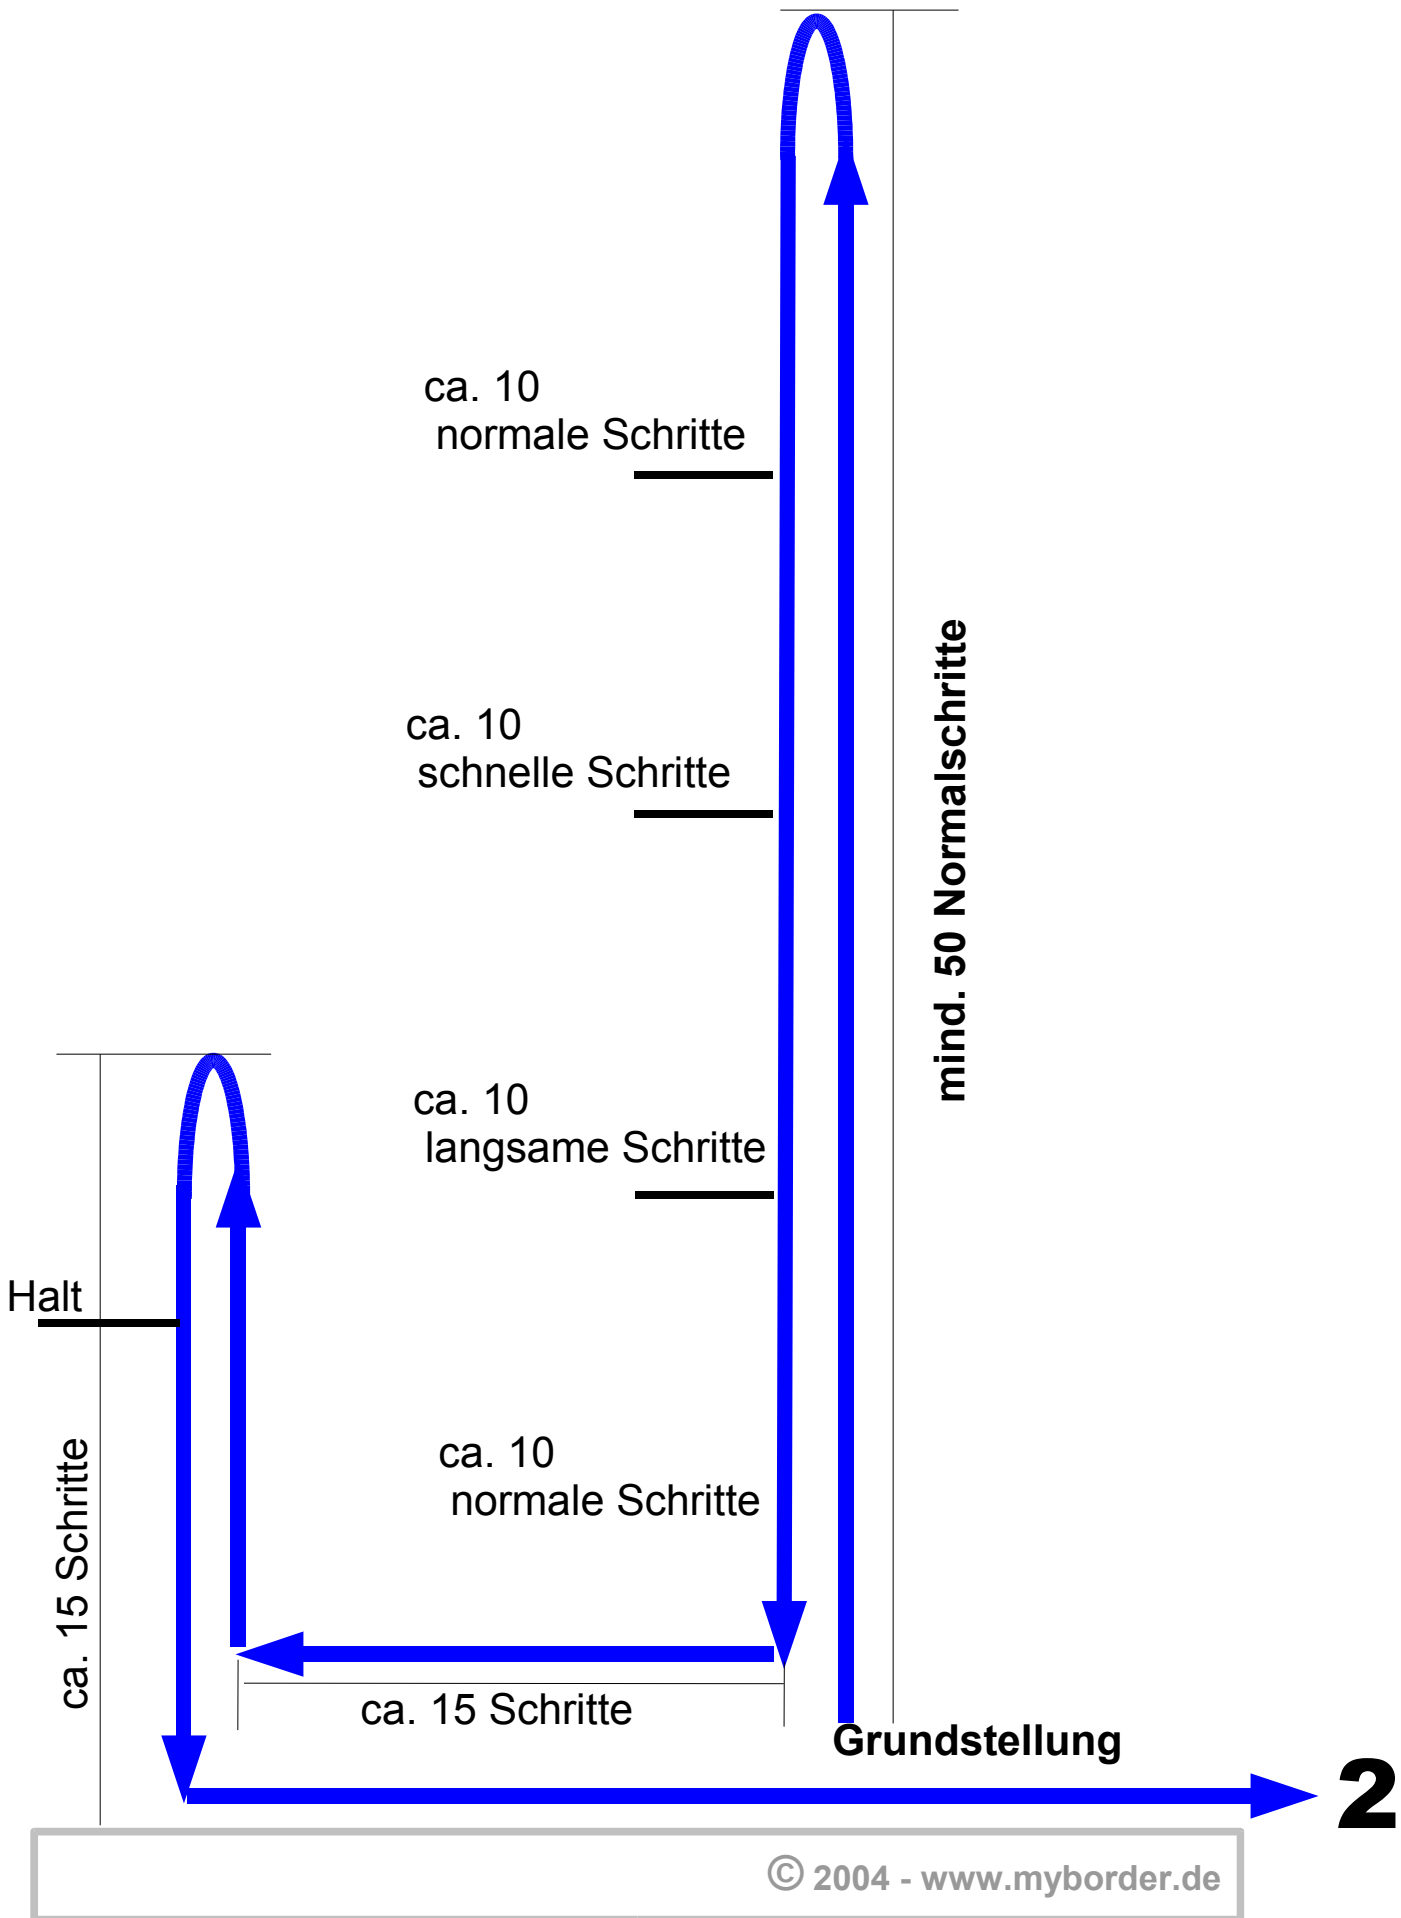 ca. 10
normale Schritte
ca. 10
schnelle Schritte
mind. 50 Normalschritte
ca. 10
langsame Schritte
Halt
ca. 15 Schritte
ca. 10
normale Schritte
ca. 15 Schritte
Grundstellung
2
© 2004 - www.myborder.de